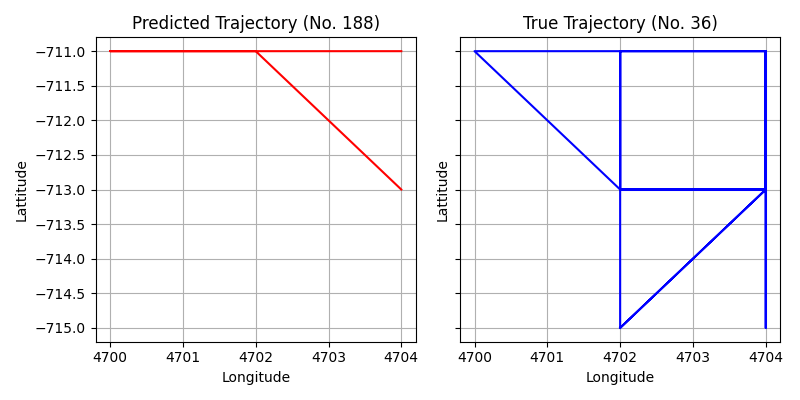 Predicted Trajectory (No. 188)
−711.0
−711.5
−712.0
−712.5
−713.0
−713.5
−714.0
−714.5
−715.0
Lattitude
4700 4701 4702 4703 4704
Longitude
True Trajectory (No. 36)
Lattitude
4700 4701 4702 4703 4704
Longitude